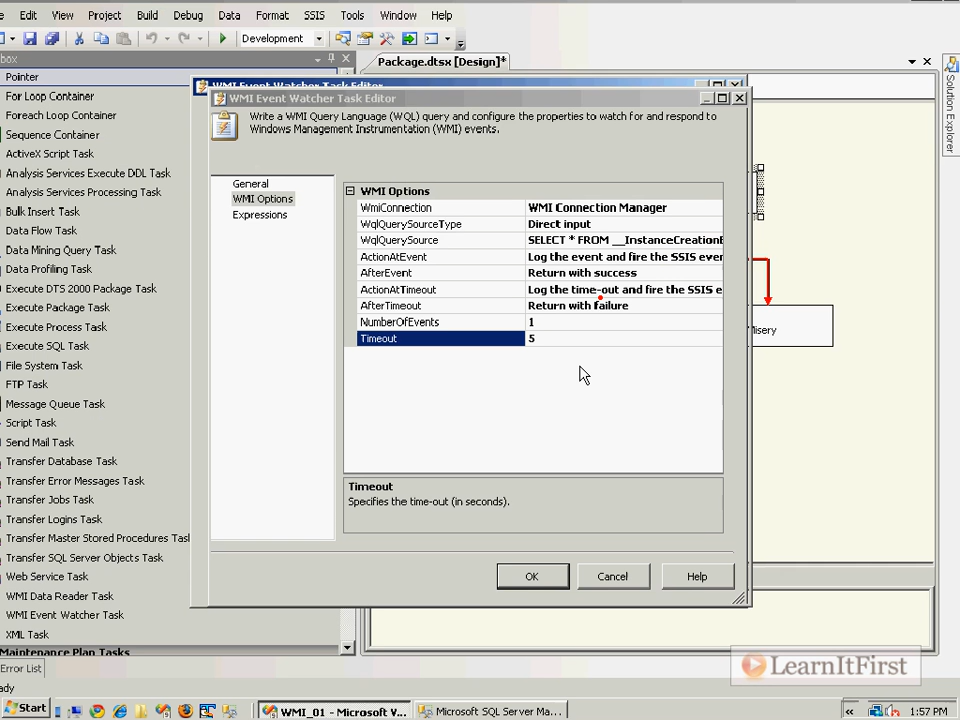 e Edit View Project Build Debug Data Format SSIS Tools Window Help
Development
box
Package.dtsx [Design]*
Solution Explorer
Pointer
For Loop Container
Foreach Loop Container
Sequence Container
ActiveX Script Task
Analysis Services Execute DDL Task
Analysis Services Processing Task
Bulk Insert Task
Data Flow Task
Data Mining Query Task
Data Profiling Task
Execute DTS 2000 Package Task
Execute Package Task
Execute Process Task
Execute SQL Task
File System Task
FTP Task
Message Queue Task
Script Task
Send Mail Task
Transfer Database Task
Transfer Error Messages Task
Transfer Jobs Task
Transfer Logins Task
Transfer Master Stored Procedures Task
Transfer SQL Server Objects Task
Web Service Task
WMI Data Reader Task
WMI Event Watcher Task
XML Task
Maintenance Plan Tasks
Error List
WMI Event Watcher Task Editor
WMI Event Watcher Task Editor
Write a WMI Query Language (WQL) query and configure the properties to watch for and respond to
Windows Management Instrumentation (WMI) events.
General
WMI Options
Expressions
WMI Options
WmiConnection WMI Connection Manager
WqlQuerySourceType Direct input
WqlQuerySource SELECT * FROM __InstanceCreationE
ActionAtEvent Log the event and fire the SSIS even
AfterEvent Return with success
ActionAtTimeout Log the time-out and fire the SSIS e
AfterTimeout Return with failure
NumberOfEvents 1
Timeout 5
Timeout
Specifies the time-out (in seconds).
OK Cancel Help
Misery
LearnItFirst
ady
Start WMI_01 - Microsoft V... Microsoft SQL Server Ma... « 1:57 PM